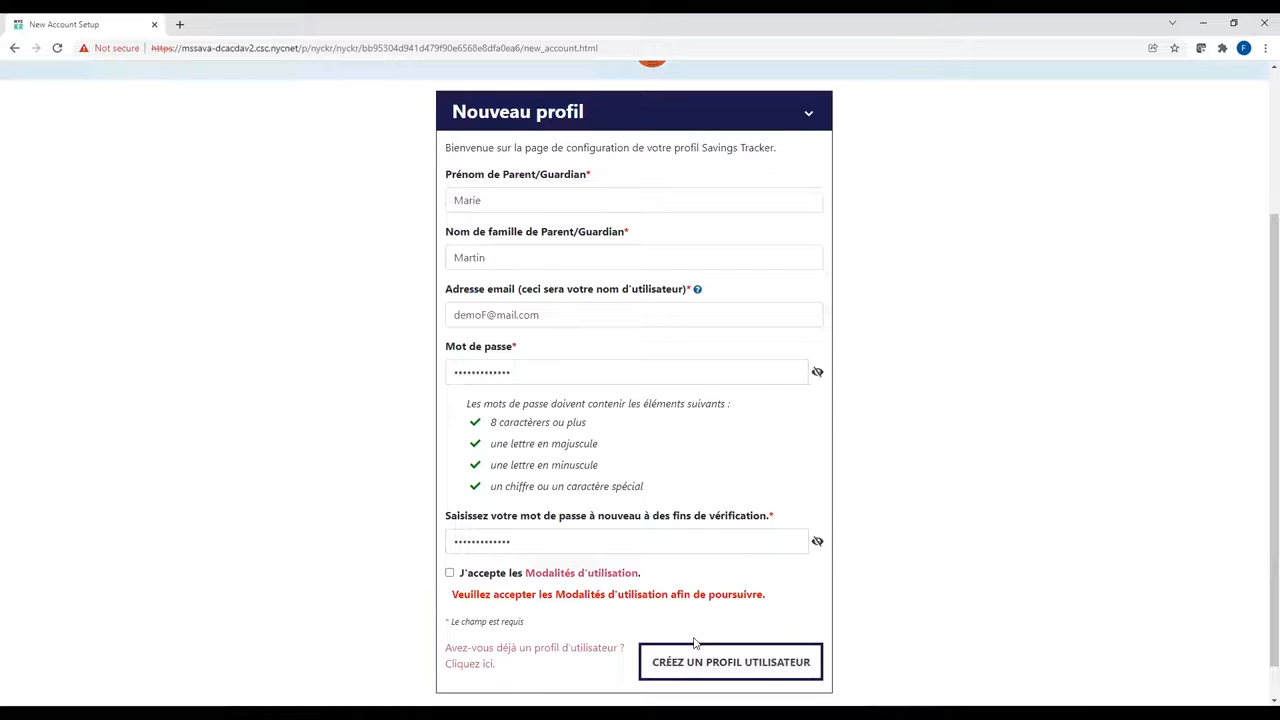 New Account Setup
Not secure https://mssava-dcacdav2.csc.nycnet/p/nyckr/nyckr/bb95304d941d479f90e6568e8dfa0ea6/new_account.html
F
Nouveau profil
Bienvenue sur la page de configuration de votre profil Savings Tracker.
Prénom de Parent/Guardian*
Marie
Nom de famille de Parent/Guardian*
Martin
Adresse email (ceci sera votre nom d'utilisateur)* ?
demoF@mail.com
Mot de passe*
•••••••••••••
Les mots de passe doivent contenir les éléments suivants :
8 caractèrers ou plus
une lettre en majuscule
une lettre en minuscule
un chiffre ou un caractère spécial
Saisissez votre mot de passe à nouveau à des fins de vérification.*
•••••••••••••
J'accepte les Modalités d'utilisation.
Veuillez accepter les Modalités d'utilisation afin de poursuivre.
* Le champ est requis
Avez-vous déjà un profil d'utilisateur ?
Cliquez ici.
CRÉEZ UN PROFIL UTILISATEUR